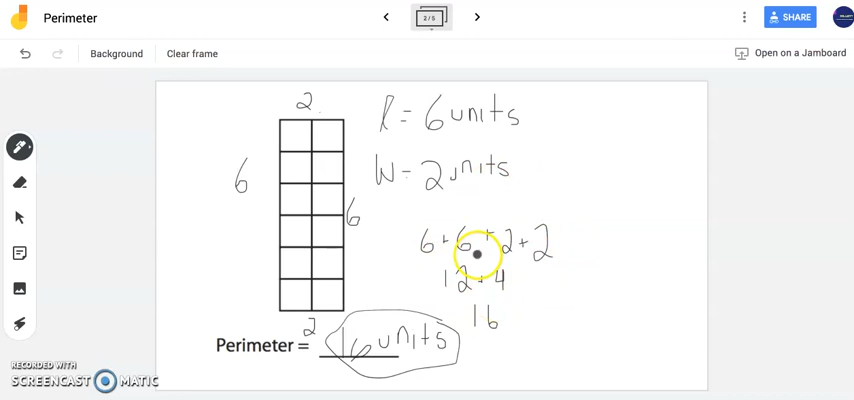 Perimeter
2 / 5
SHARE
Background
Clear frame
Open on a Jamboard
2
l = 6 units
6
W = 2 units
6
6 + 6 + 2 + 2
12 + 4
16
2
Perimeter = 16 units
RECORDED WITH
SCREENCAST MATIC